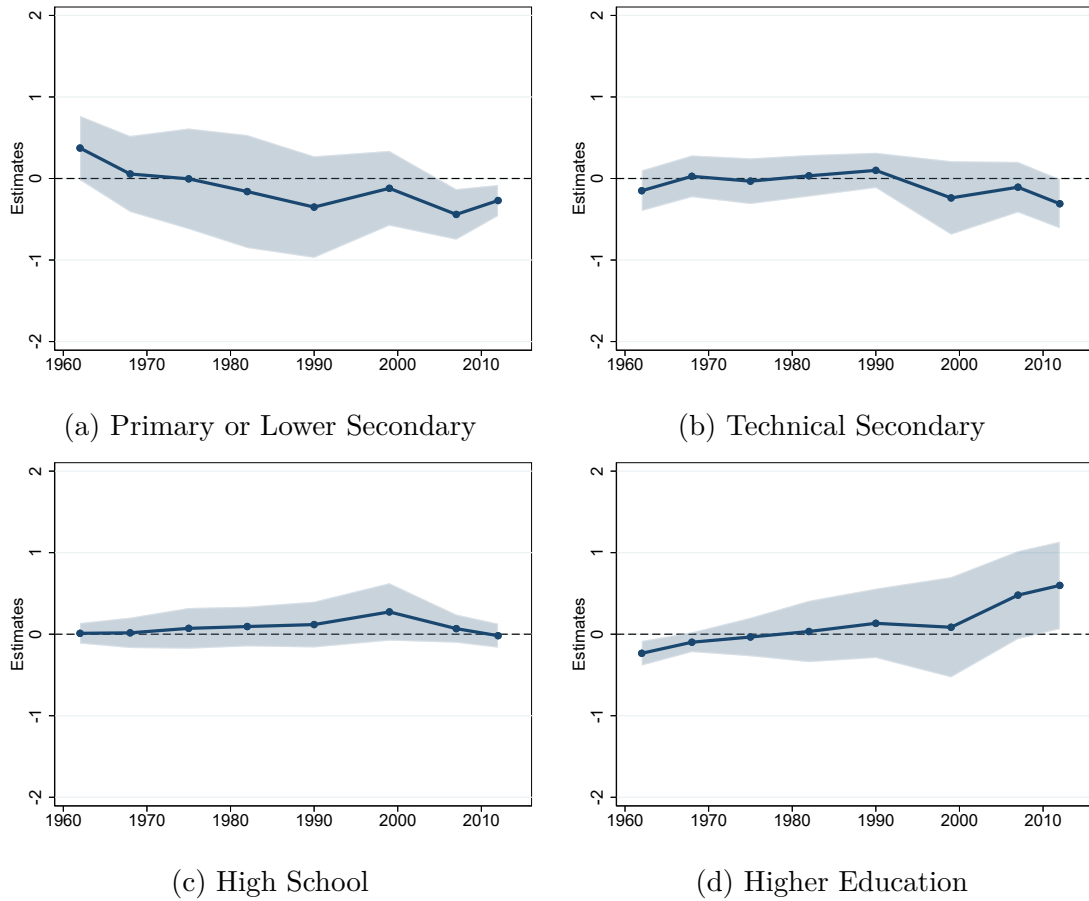 2
1
0
-1
-2
Estimates
1960 1970 1980 1990 2000 2010
(a) Primary or Lower Secondary
2
1
0
-1
-2
Estimates
1960 1970 1980 1990 2000 2010
(b) Technical Secondary
2
1
0
-1
-2
Estimates
1960 1970 1980 1990 2000 2010
(c) High School
2
1
0
-1
-2
Estimates
1960 1970 1980 1990 2000 2010
(d) Higher Education